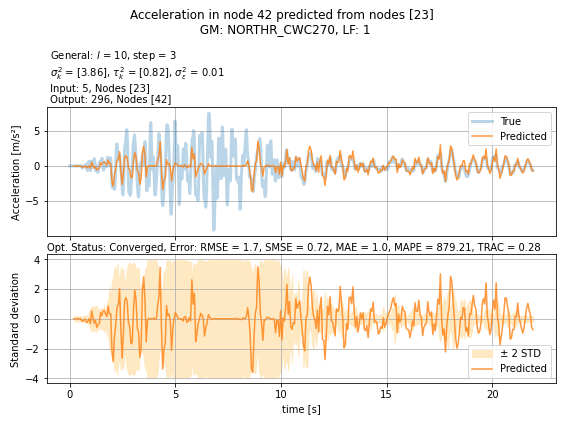 Acceleration in node 42 predicted from nodes [23]
GM: NORTHR_CWC270, LF: 1
General: l = 10, step = 3
σ²ₖ = [3.86], τ²ₖ = [0.82], σ²ε = 0.01
Input: 5, Nodes [23]
Output: 296, Nodes [42]
Acceleration [m/s²]
5
0
−5
True
Predicted
Opt. Status: Converged, Error: RMSE = 1.7, SMSE = 0.72, MAE = 1.0, MAPE = 879.21, TRAC = 0.28
Standard deviation
4
2
0
−2
−4
± 2 STD
Predicted
0 5 10 15 20
time [s]